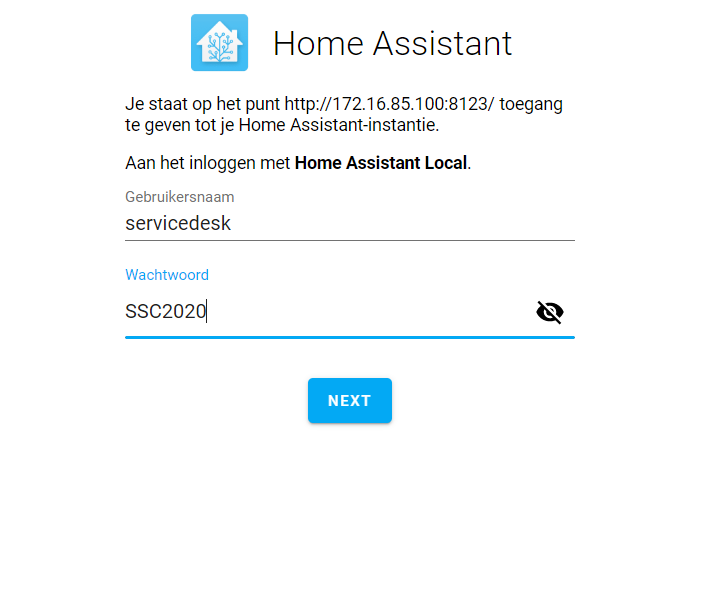 Home Assistant
Je staat op het punt http://172.16.85.100:8123/ toegang
te geven tot je Home Assistant-instantie.
Aan het inloggen met Home Assistant Local.
Gebruikersnaam
servicedesk
Wachtwoord
SSC2020
NEXT